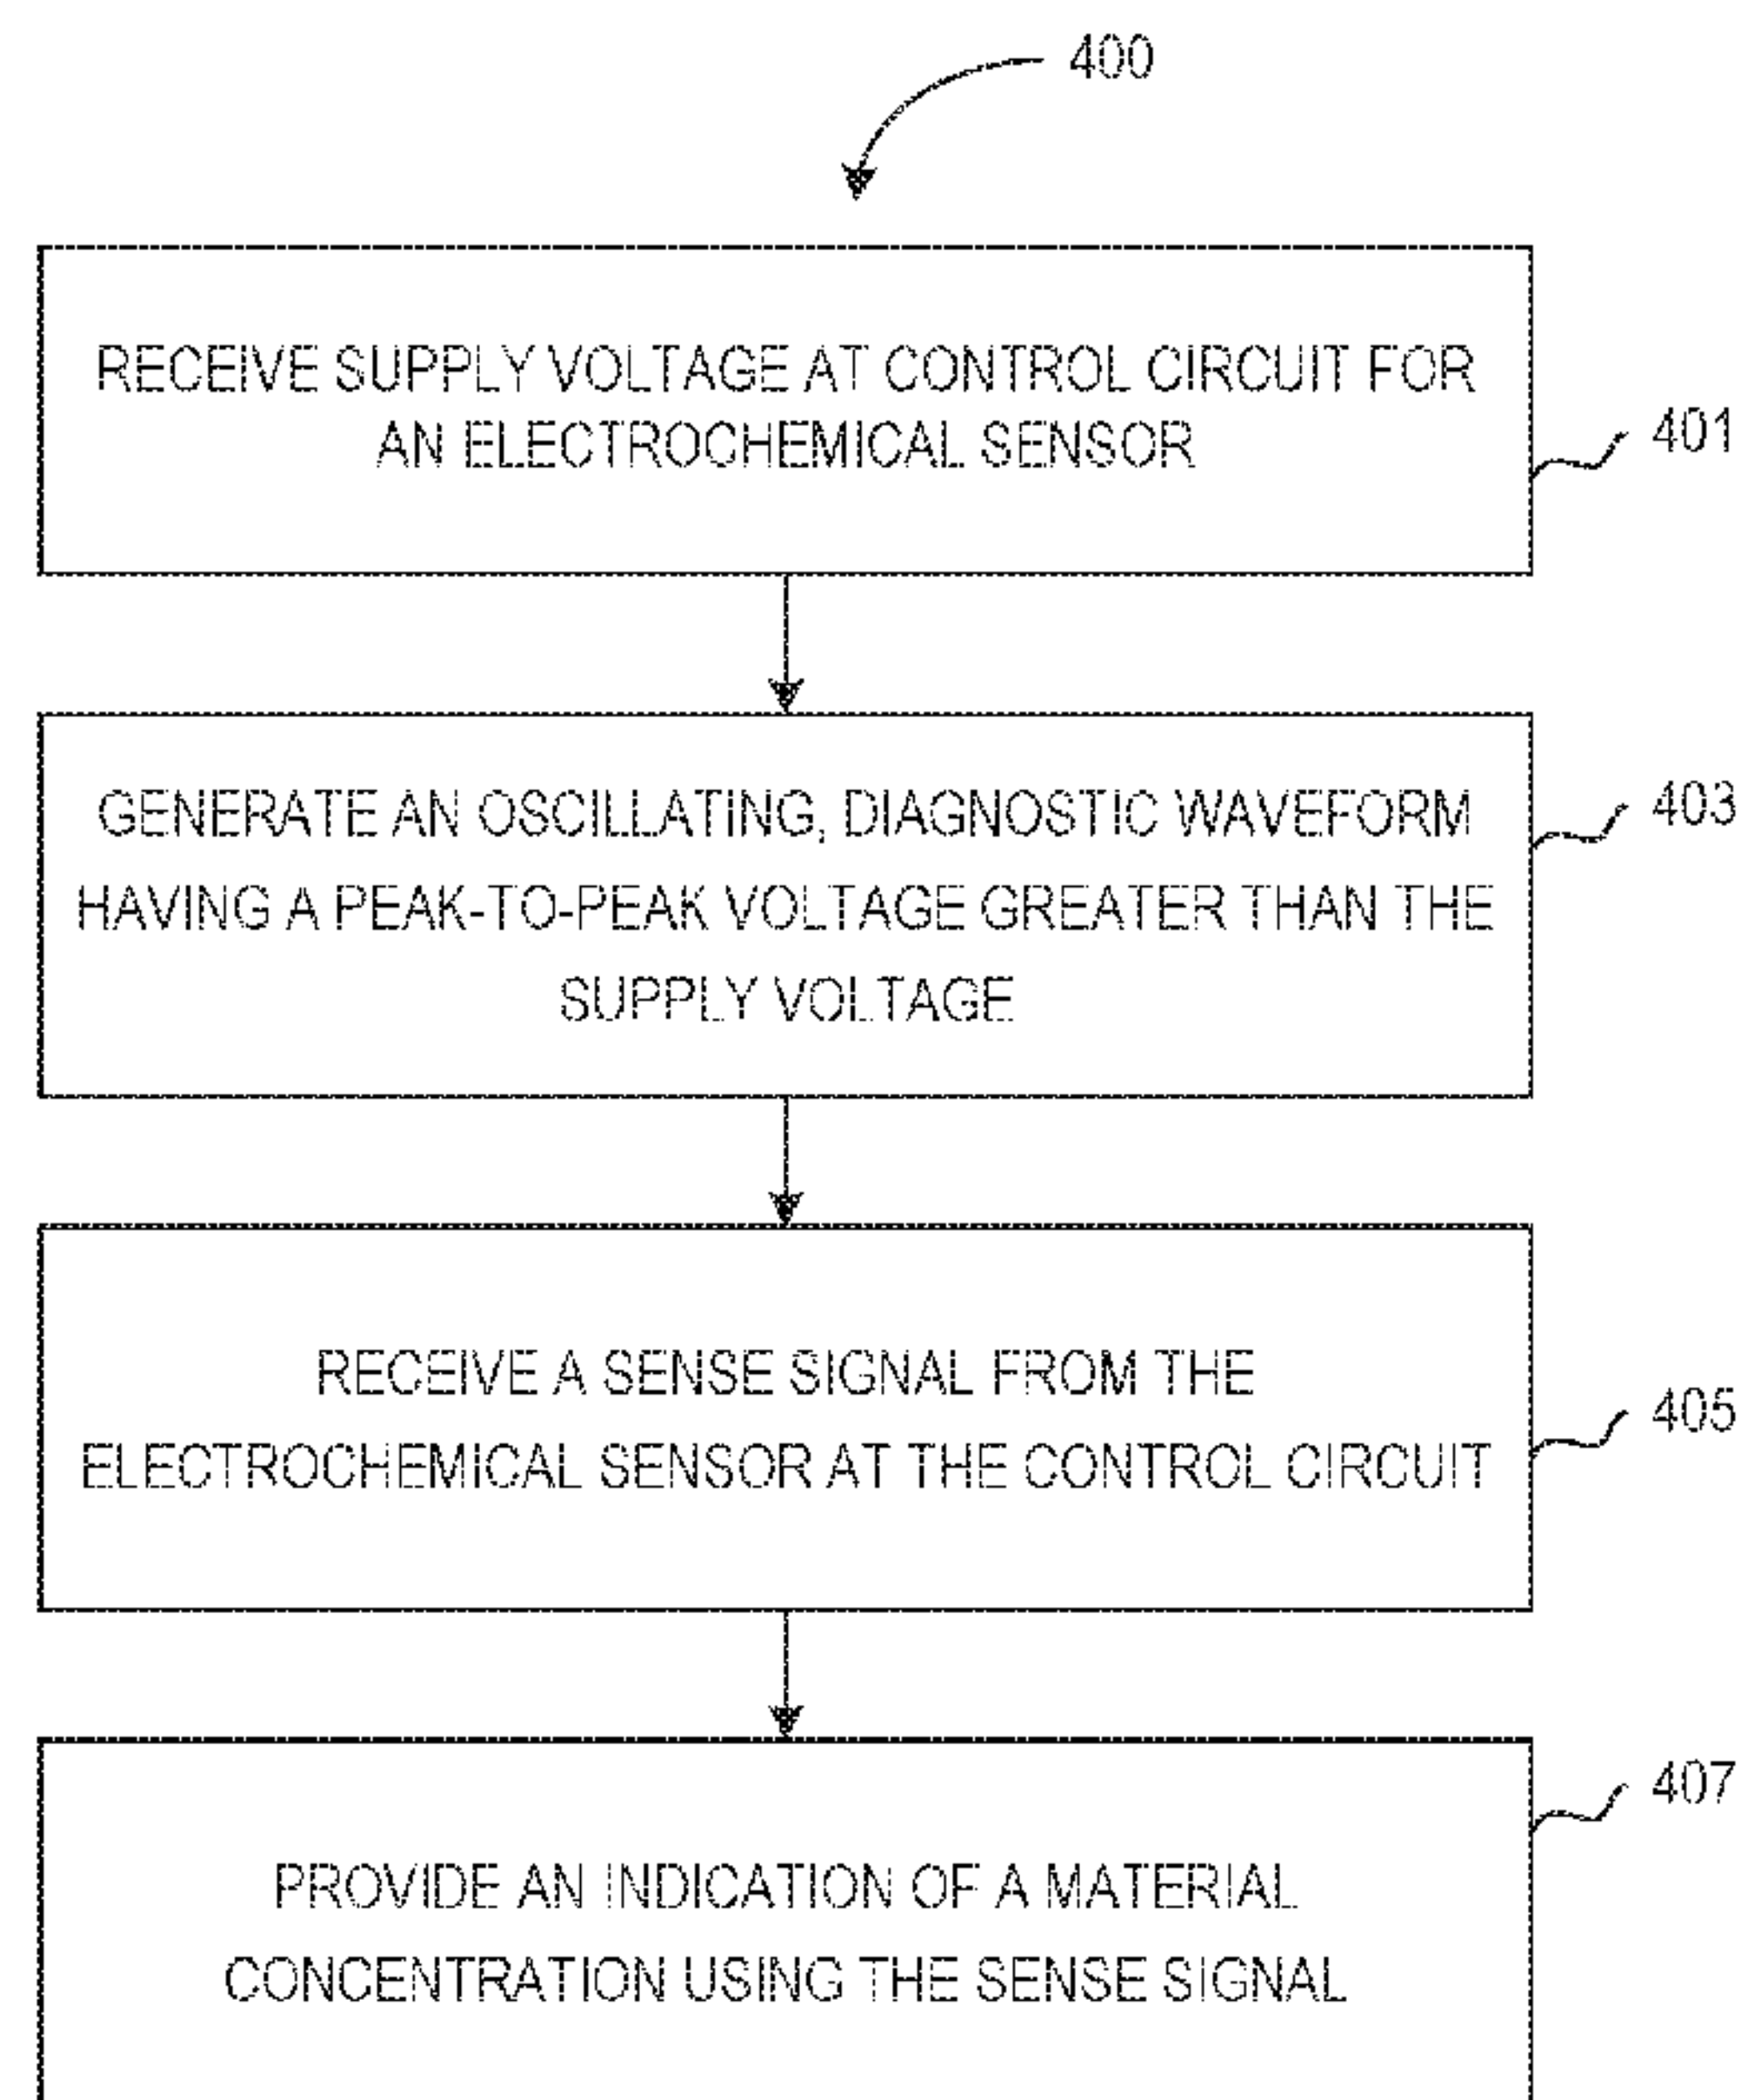 400
RECEIVE SUPPLY VOLTAGE AT CONTROL CIRCUIT FOR
AN ELECTROCHEMICAL SENSOR
401
GENERATE AN OSCILLATING, DIAGNOSTIC WAVEFORM
HAVING A PEAK-TO-PEAK VOLTAGE GREATER THAN THE
SUPPLY VOLTAGE
403
RECEIVE A SENSE SIGNAL FROM THE
ELECTROCHEMICAL SENSOR AT THE CONTROL CIRCUIT
405
PROVIDE AN INDICATION OF A MATERIAL
CONCENTRATION USING THE SENSE SIGNAL
407